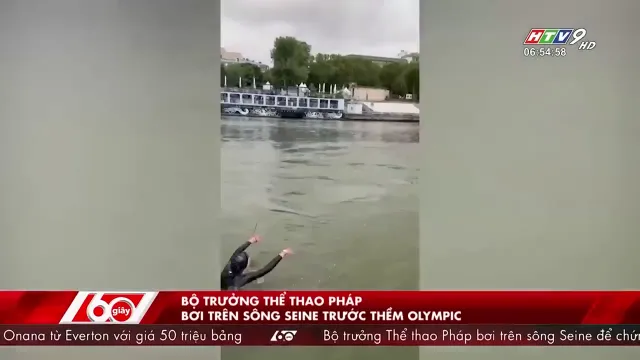 HTV9 HD
06:54:58
60 giây
BỘ TRƯỞNG THỂ THAO PHÁP
BƠI TRÊN SÔNG SEINE TRƯỚC THỀM OLYMPIC
Onana từ Everton với giá 50 triệu bảng 60 Bộ trưởng Thể thao Pháp bơi trên sông Seine để chứ